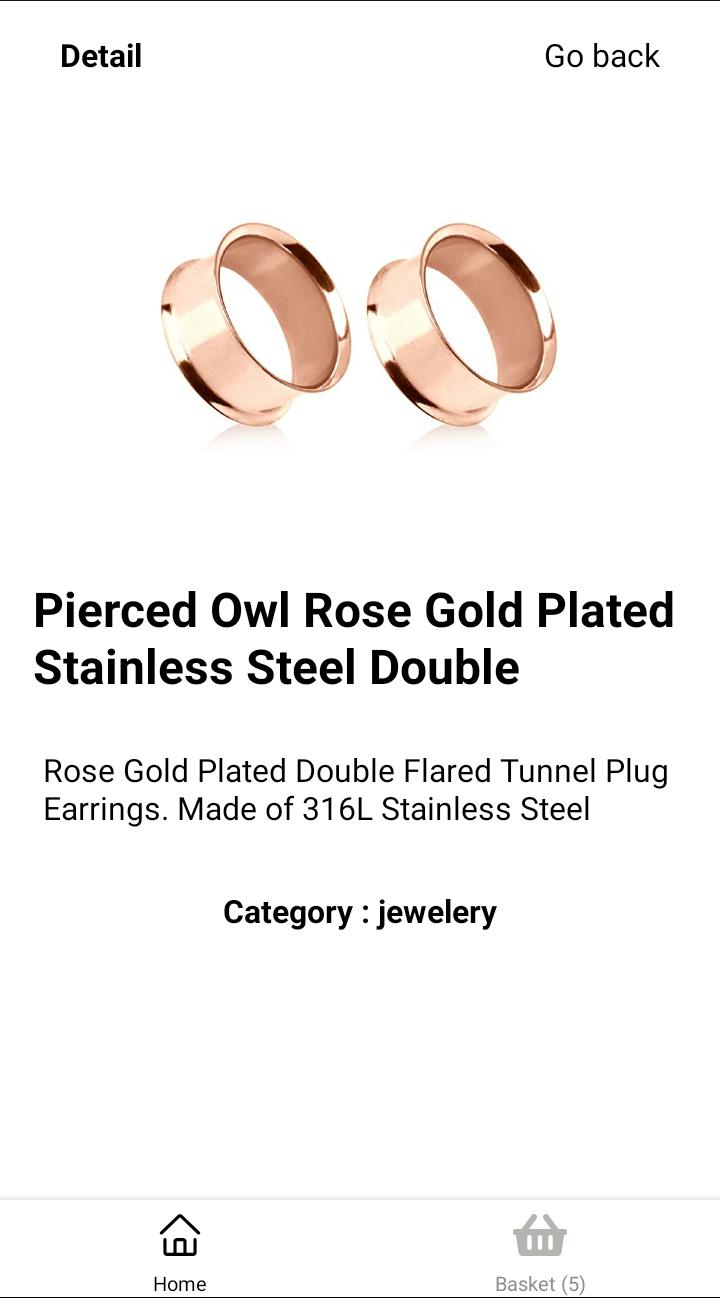 Detail
Go back
Pierced Owl Rose Gold Plated
Stainless Steel Double
Rose Gold Plated Double Flared Tunnel Plug
Earrings. Made of 316L Stainless Steel
Category : jewelery
Home
Basket (5)